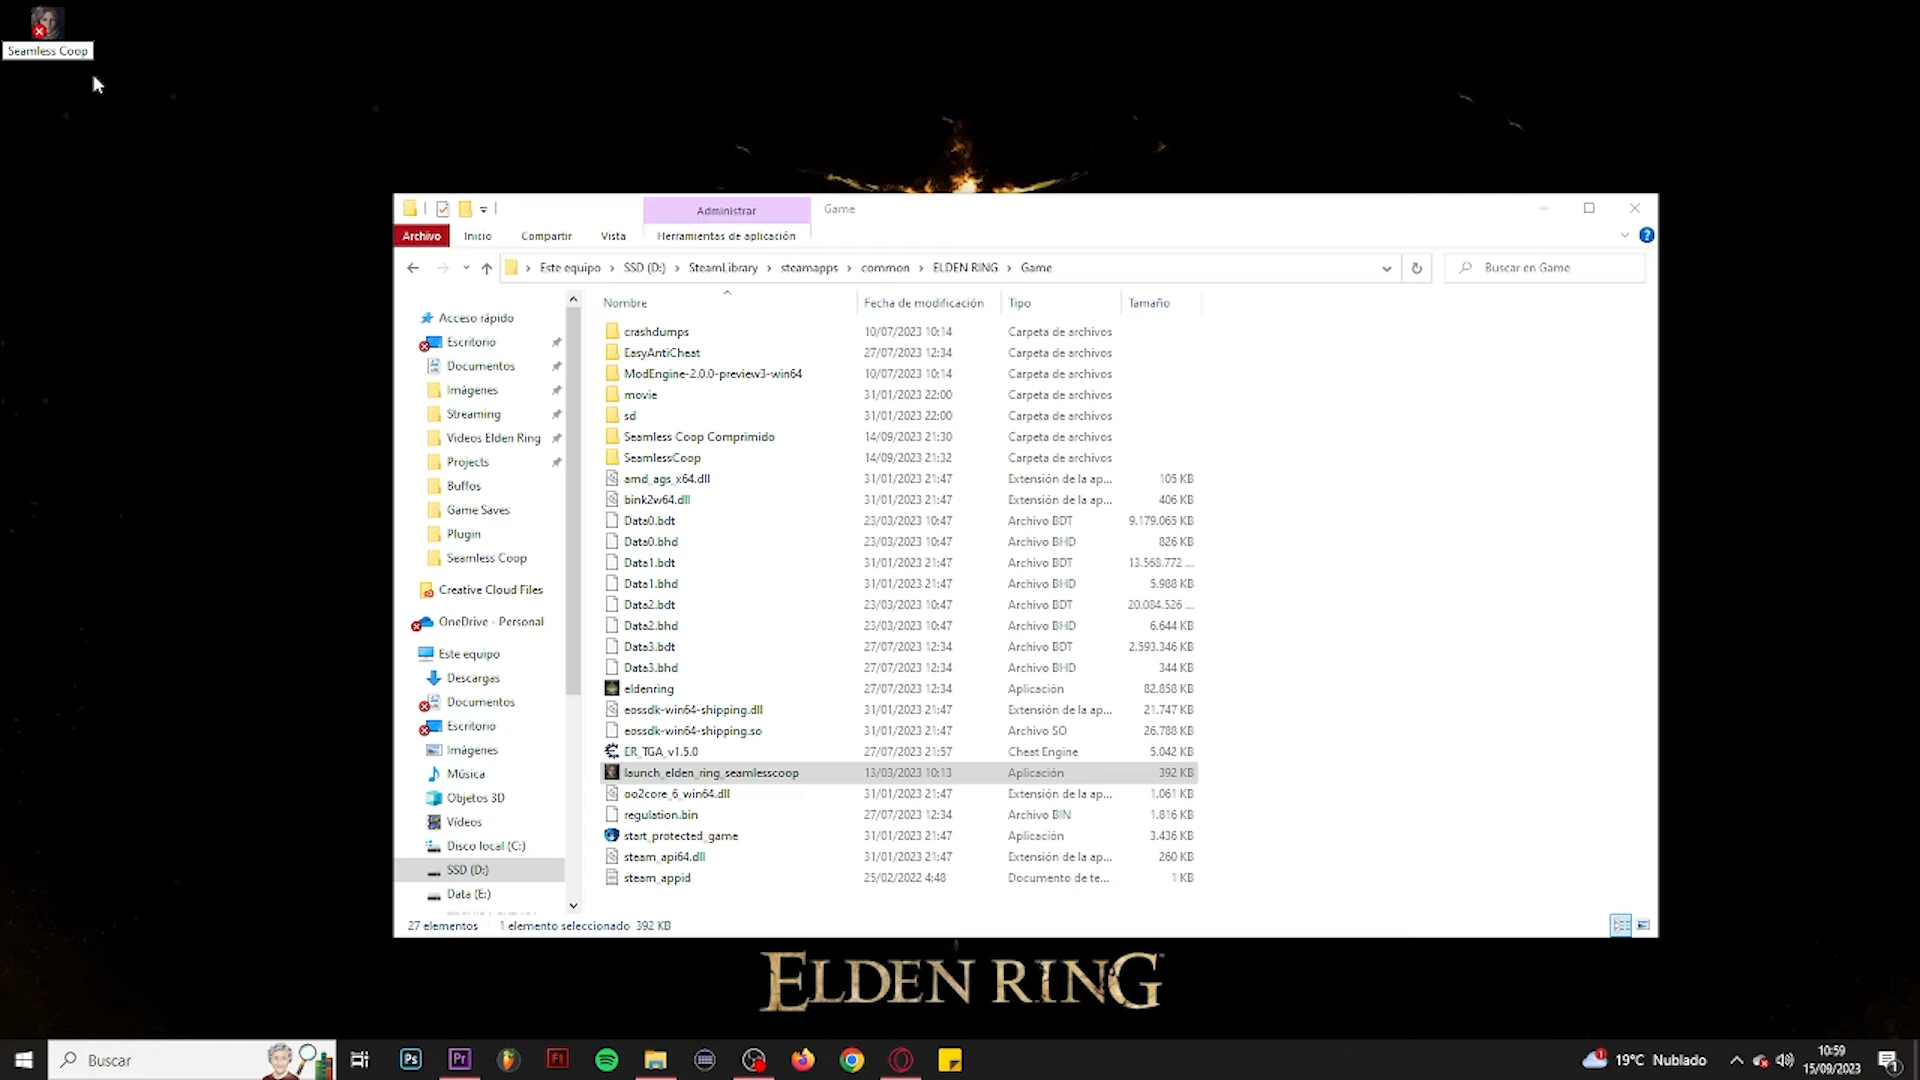 Seamless Coop
Administrar
Game
Archivo
Inicio
Compartir
Vista
Herramientas de aplicación
Este equipo › SSD (D:) › SteamLibrary › steamapps › common › ELDEN RING › Game
Buscar en Game
Nombre Fecha de modificación Tipo Tamaño
Acceso rápido
Escritorio
Documentos
Imágenes
Streaming
Videos Elden Ring
Projects
Buffos
Game Saves
Plugin
Seamless Coop
Creative Cloud Files
OneDrive - Personal
Este equipo
Descargas
Documentos
Escritorio
Imágenes
Música
Objetos 3D
Vídeos
Disco local (C:)
SSD (D:)
Data (E:)
crashdumps 10/07/2023 10:14 Carpeta de archivos
EasyAntiCheat 27/07/2023 12:34 Carpeta de archivos
ModEngine-2.0.0-preview3-win64 10/07/2023 10:14 Carpeta de archivos
movie 31/01/2023 22:00 Carpeta de archivos
sd 31/01/2023 22:00 Carpeta de archivos
Seamless Coop Comprimido 14/09/2023 21:30 Carpeta de archivos
SeamlessCoop 14/09/2023 21:32 Carpeta de archivos
amd_ags_x64.dll 31/01/2023 21:47 Extensión de la ap... 105 KB
bink2w64.dll 31/01/2023 21:47 Extensión de la ap... 406 KB
Data0.bdt 23/03/2023 10:47 Archivo BDT 9.179.065 KB
Data0.bhd 23/03/2023 10:47 Archivo BHD 826 KB
Data1.bdt 31/01/2023 21:47 Archivo BDT 13.568.772 ...
Data1.bhd 31/01/2023 21:47 Archivo BHD 5.988 KB
Data2.bdt 23/03/2023 10:47 Archivo BDT 20.084.526 ...
Data2.bhd 23/03/2023 10:47 Archivo BHD 6.644 KB
Data3.bdt 27/07/2023 12:34 Archivo BDT 2.593.346 KB
Data3.bhd 27/07/2023 12:34 Archivo BHD 344 KB
eldenring 27/07/2023 12:34 Aplicación 82.858 KB
eossdk-win64-shipping.dll 31/01/2023 21:47 Extensión de la ap... 21.747 KB
eossdk-win64-shipping.so 31/01/2023 21:47 Archivo SO 26.788 KB
ER_TGA_v1.5.0 27/07/2023 21:57 Cheat Engine 5.042 KB
launch_elden_ring_seamlesscoop 13/03/2023 10:13 Aplicación 392 KB
oo2core_6_win64.dll 31/01/2023 21:47 Extensión de la ap... 1.061 KB
regulation.bin 27/07/2023 12:34 Archivo BIN 1.816 KB
start_protected_game 31/01/2023 21:47 Aplicación 3.436 KB
steam_api64.dll 31/01/2023 21:47 Extensión de la ap... 260 KB
steam_appid 25/02/2022 4:48 Documento de te... 1 KB
27 elementos 1 elemento seleccionado 392 KB
ELDEN RING
Buscar
Ps
Pr
Fl
19°C Nublado
10:59
15/09/2023